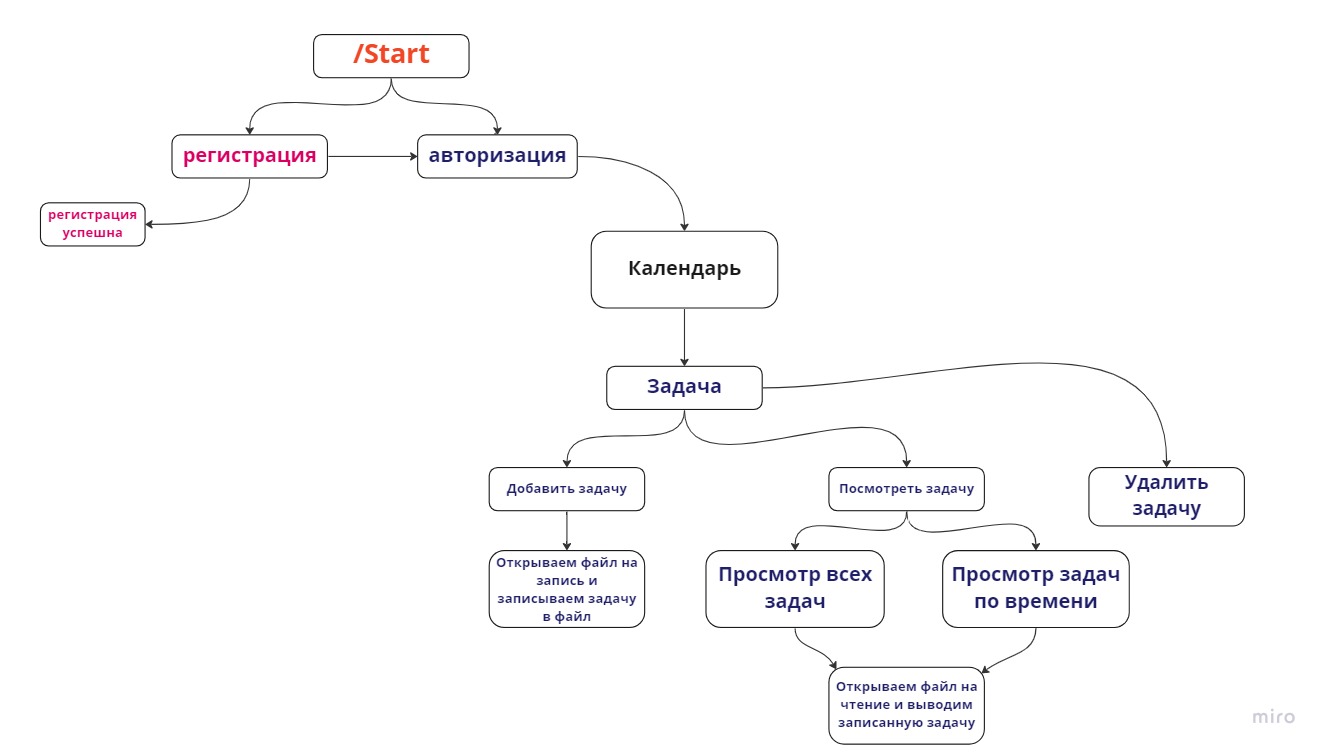 /Start
регистрация
авторизация
регистрация
успешна
Календарь
Задача
Добавить задачу
Посмотреть задачу
Удалить
задачу
Открываем файл на
запись и
записываем задачу
в файл
Просмотр всех
задач
Просмотр задач
по времени
Открываем файл на
чтение и выводим
записанную задачу
miro